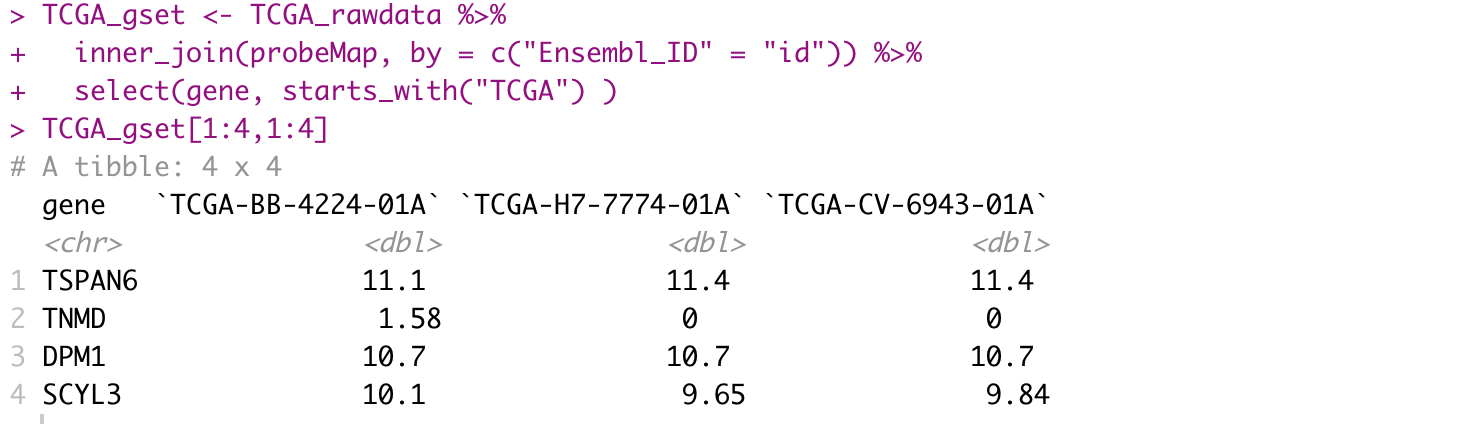 > TCGA_gset <- TCGA_rawdata %>%
+   inner_join(probeMap, by = c("Ensembl_ID" = "id")) %>%
+   select(gene, starts_with("TCGA") )
> TCGA_gset[1:4,1:4]
# A tibble: 4 x 4
  gene   `TCGA-BB-4224-01A` `TCGA-H7-7774-01A` `TCGA-CV-6943-01A`
  <chr>               <dbl>              <dbl>              <dbl>
1 TSPAN6              11.1               11.4               11.4
2 TNMD                 1.58               0                  0
3 DPM1                10.7               10.7               10.7
4 SCYL3               10.1                9.65               9.84